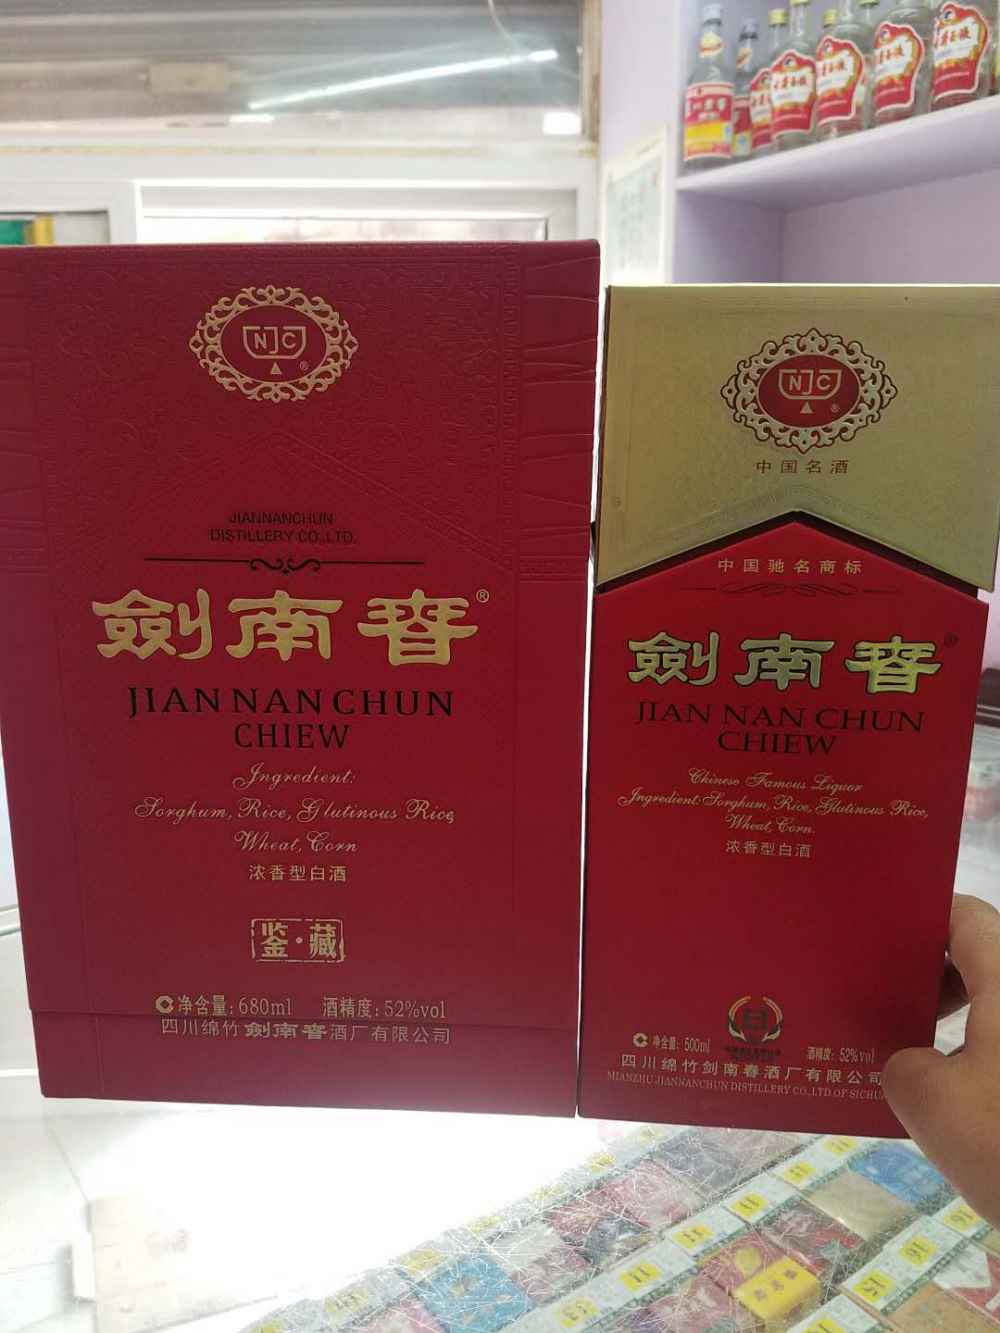 NJC
®
JIANNANCHUN
DISTILLERY CO.,LTD.
劍南春®
JIAN NAN CHUN
CHIEW
Ingredient:
Sorghum, Rice, Glutinous Rice,
Wheat, Corn
浓香型白酒
鉴·藏
C净含量:680ml 酒精度:52%vol
四川绵竹劍南春酒厂有限公司
NJC
®
中国名酒
中国驰名商标
劍南春®
JIAN NAN CHUN
CHIEW
Chinese Famous Liquor
Ingredient:Sorghum, Rice, Glutinous Rice,
Wheat, Corn.
浓香型白酒
C净含量:500ml 酒精度:52%vol
四川绵竹剑南春酒厂有限公司
MIANZHU JIANNANCHUN DISTILLERY CO.,LTD OF SICHUA